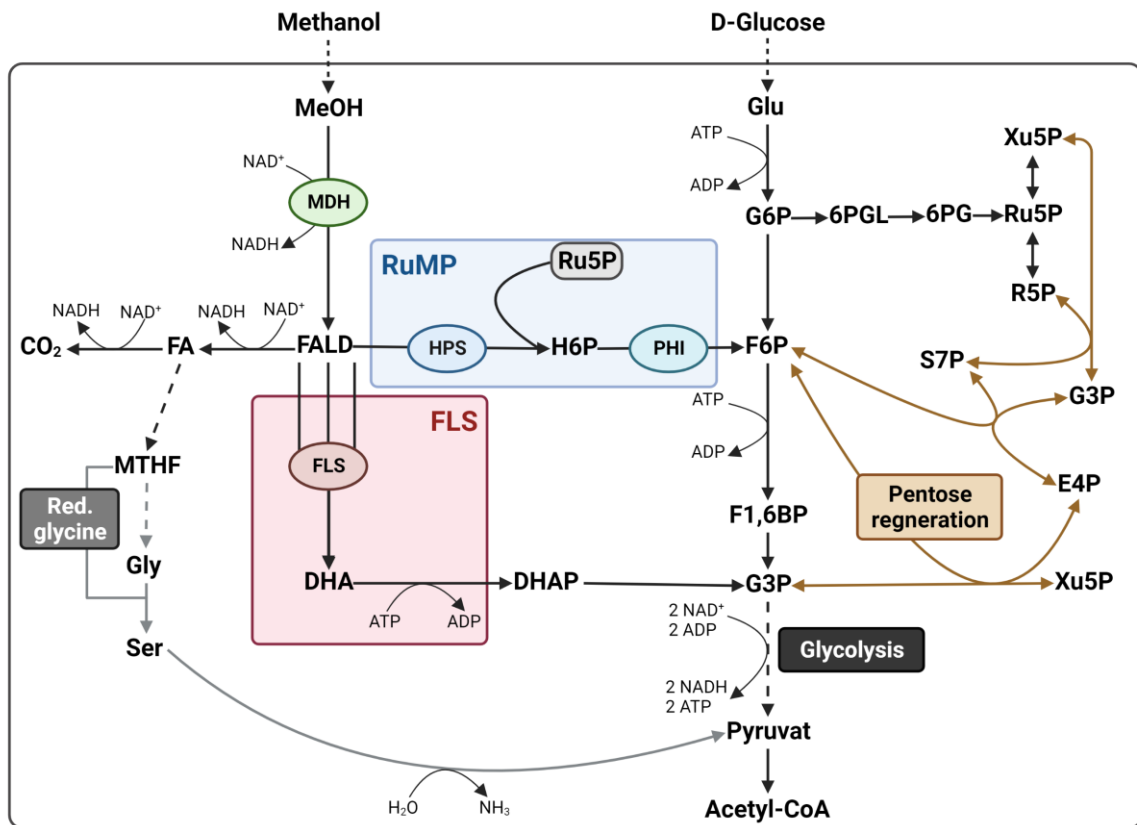 Methanol
D-Glucose
MeOH
Glu
NAD⁺
ATP
Xu5P
MDH
ADP
NADH
G6P
6PGL
6PG
Ru5P
RuMP
Ru5P
R5P
NADH
NAD⁺
NADH
NAD⁺
CO₂
FA
FALD
HPS
H6P
PHI
F6P
S7P
G3P
ATP
FLS
ADP
FLS
MTHF
Red.
glycine
Pentose
regneration
E4P
F1,6BP
Gly
DHA
DHAP
G3P
Xu5P
ATP
ADP
2 NAD⁺
2 ADP
Ser
Glycolysis
2 NADH
2 ATP
Pyruvat
H₂O
NH₃
Acetyl-CoA